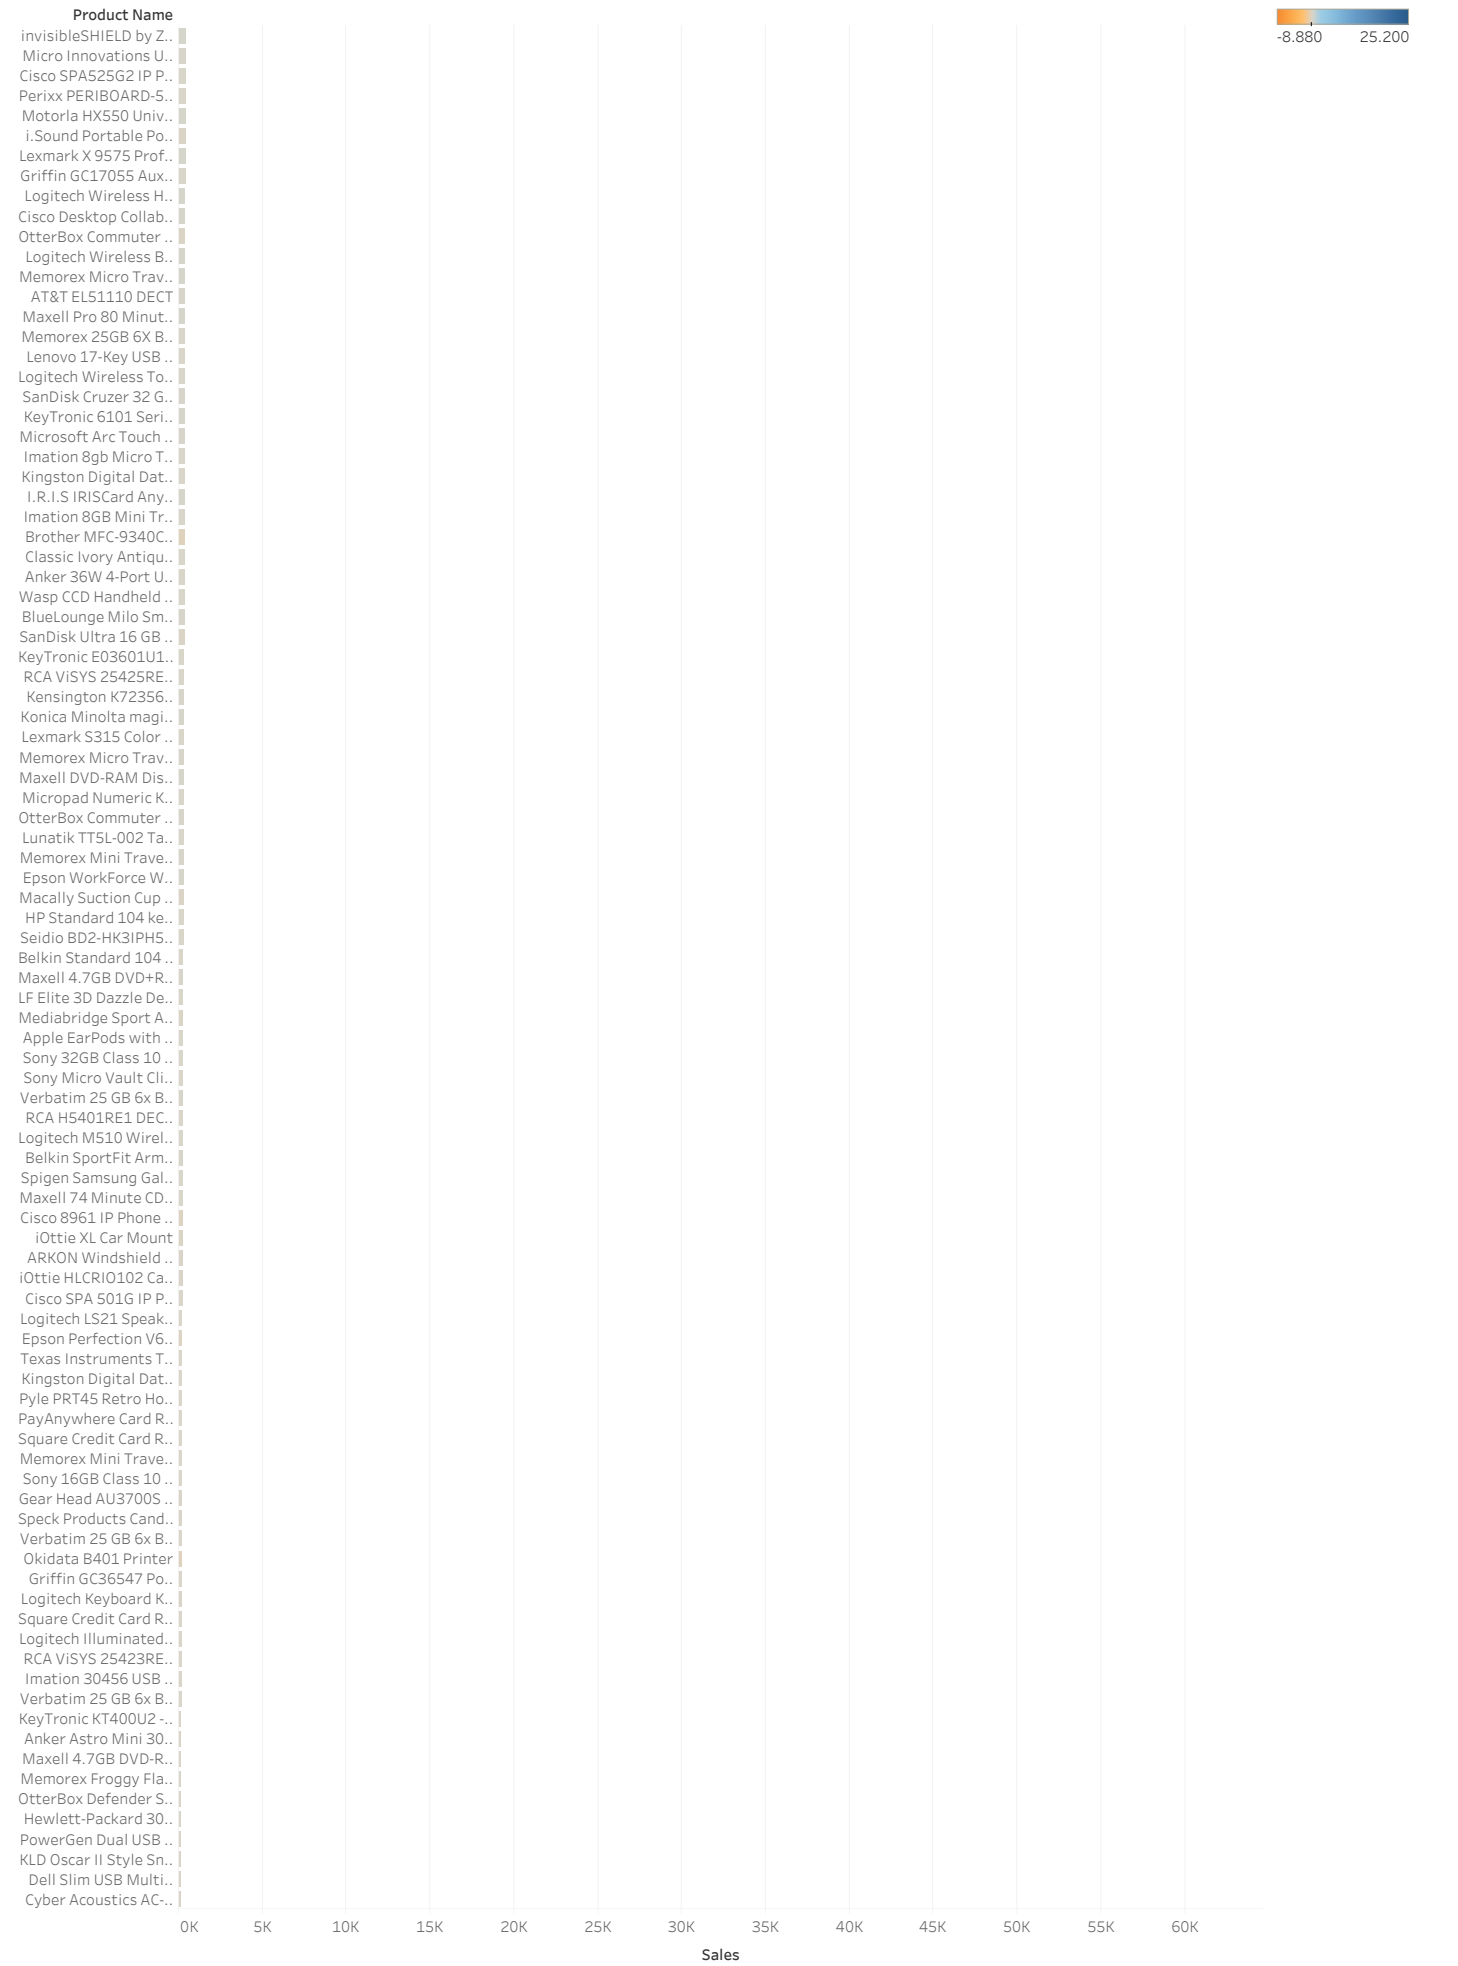 Product Name
-8.880 25.200
invisibleSHIELD by Z..
Micro Innovations U..
Cisco SPA525G2 IP P..
Perixx PERIBOARD-5..
Motorla HX550 Univ..
i.Sound Portable Po..
Lexmark X 9575 Prof..
Griffin GC17055 Aux..
Logitech Wireless H..
Cisco Desktop Collab..
OtterBox Commuter ..
Logitech Wireless B..
Memorex Micro Trav..
AT&T EL51110 DECT
Maxell Pro 80 Minut..
Memorex 25GB 6X B..
Lenovo 17-Key USB ..
Logitech Wireless To..
SanDisk Cruzer 32 G..
KeyTronic 6101 Seri..
Microsoft Arc Touch ..
Imation 8gb Micro T..
Kingston Digital Dat..
I.R.I.S IRISCard Any..
Imation 8GB Mini Tr..
Brother MFC-9340C..
Classic Ivory Antiqu..
Anker 36W 4-Port U..
Wasp CCD Handheld ..
BlueLounge Milo Sm..
SanDisk Ultra 16 GB ..
KeyTronic E03601U1..
RCA ViSYS 25425RE..
Kensington K72356..
Konica Minolta magi..
Lexmark S315 Color ..
Memorex Micro Trav..
Maxell DVD-RAM Dis..
Micropad Numeric K..
OtterBox Commuter ..
Lunatik TT5L-002 Ta..
Memorex Mini Trave..
Epson WorkForce W..
Macally Suction Cup ..
HP Standard 104 ke..
Seidio BD2-HK3IPH5..
Belkin Standard 104 ..
Maxell 4.7GB DVD+R..
LF Elite 3D Dazzle De..
Mediabridge Sport A..
Apple EarPods with ..
Sony 32GB Class 10 ..
Sony Micro Vault Cli..
Verbatim 25 GB 6x B..
RCA H5401RE1 DEC..
Logitech M510 Wirel..
Belkin SportFit Arm..
Spigen Samsung Gal..
Maxell 74 Minute CD..
Cisco 8961 IP Phone ..
iOttie XL Car Mount
ARKON Windshield ..
iOttie HLCRIO102 Ca..
Cisco SPA 501G IP P..
Logitech LS21 Speak..
Epson Perfection V6..
Texas Instruments T..
Kingston Digital Dat..
Pyle PRT45 Retro Ho..
PayAnywhere Card R..
Square Credit Card R..
Memorex Mini Trave..
Sony 16GB Class 10 ..
Gear Head AU3700S ..
Speck Products Cand..
Verbatim 25 GB 6x B..
Okidata B401 Printer
Griffin GC36547 Po..
Logitech Keyboard K..
Square Credit Card R..
Logitech Illuminated..
RCA ViSYS 25423RE..
Imation 30456 USB ..
Verbatim 25 GB 6x B..
KeyTronic KT400U2 -..
Anker Astro Mini 30..
Maxell 4.7GB DVD-R..
Memorex Froggy Fla..
OtterBox Defender S..
Hewlett-Packard 30..
PowerGen Dual USB ..
KLD Oscar II Style Sn..
Dell Slim USB Multi..
Cyber Acoustics AC-..
0K 5K 10K 15K 20K 25K 30K 35K 40K 45K 50K 55K 60K
Sales